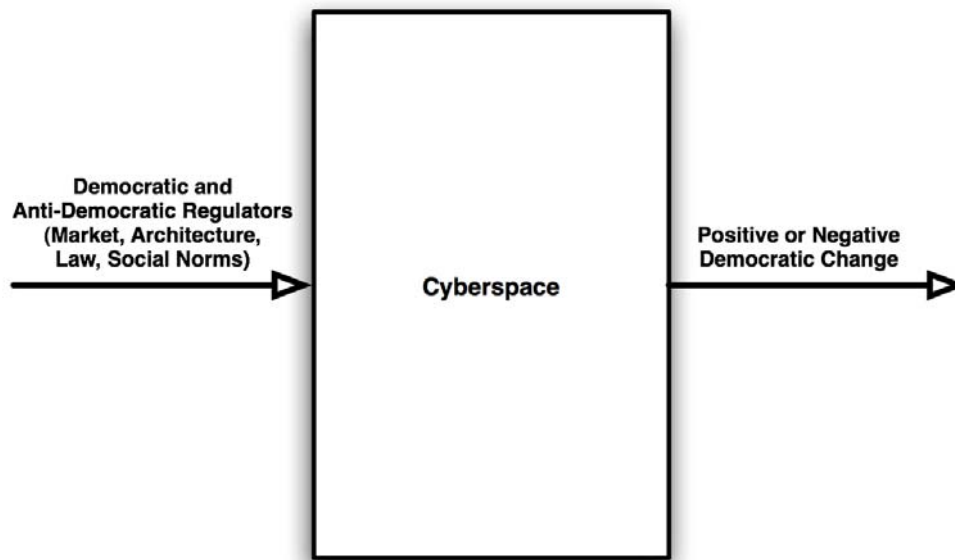 Democratic and
Anti-Democratic Regulators
(Market, Architecture,
Law, Social Norms)
Cyberspace
Positive or Negative
Democratic Change